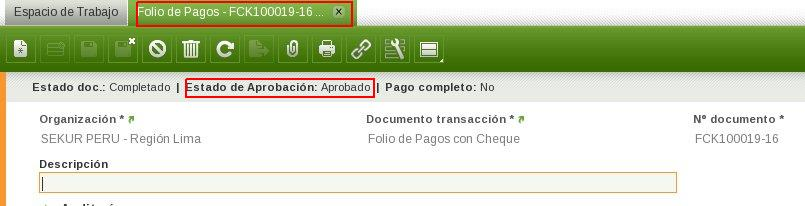 Espacio de Trabajo
Folio de Pagos - FCK100019-16 ...
Estado doc.: Completado | Estado de Aprobación: Aprobado | Pago completo: No
Organización * Documento transacción * Nº documento *
SEKUR PERU - Región Lima Folio de Pagos con Cheque FCK100019-16
Descripción